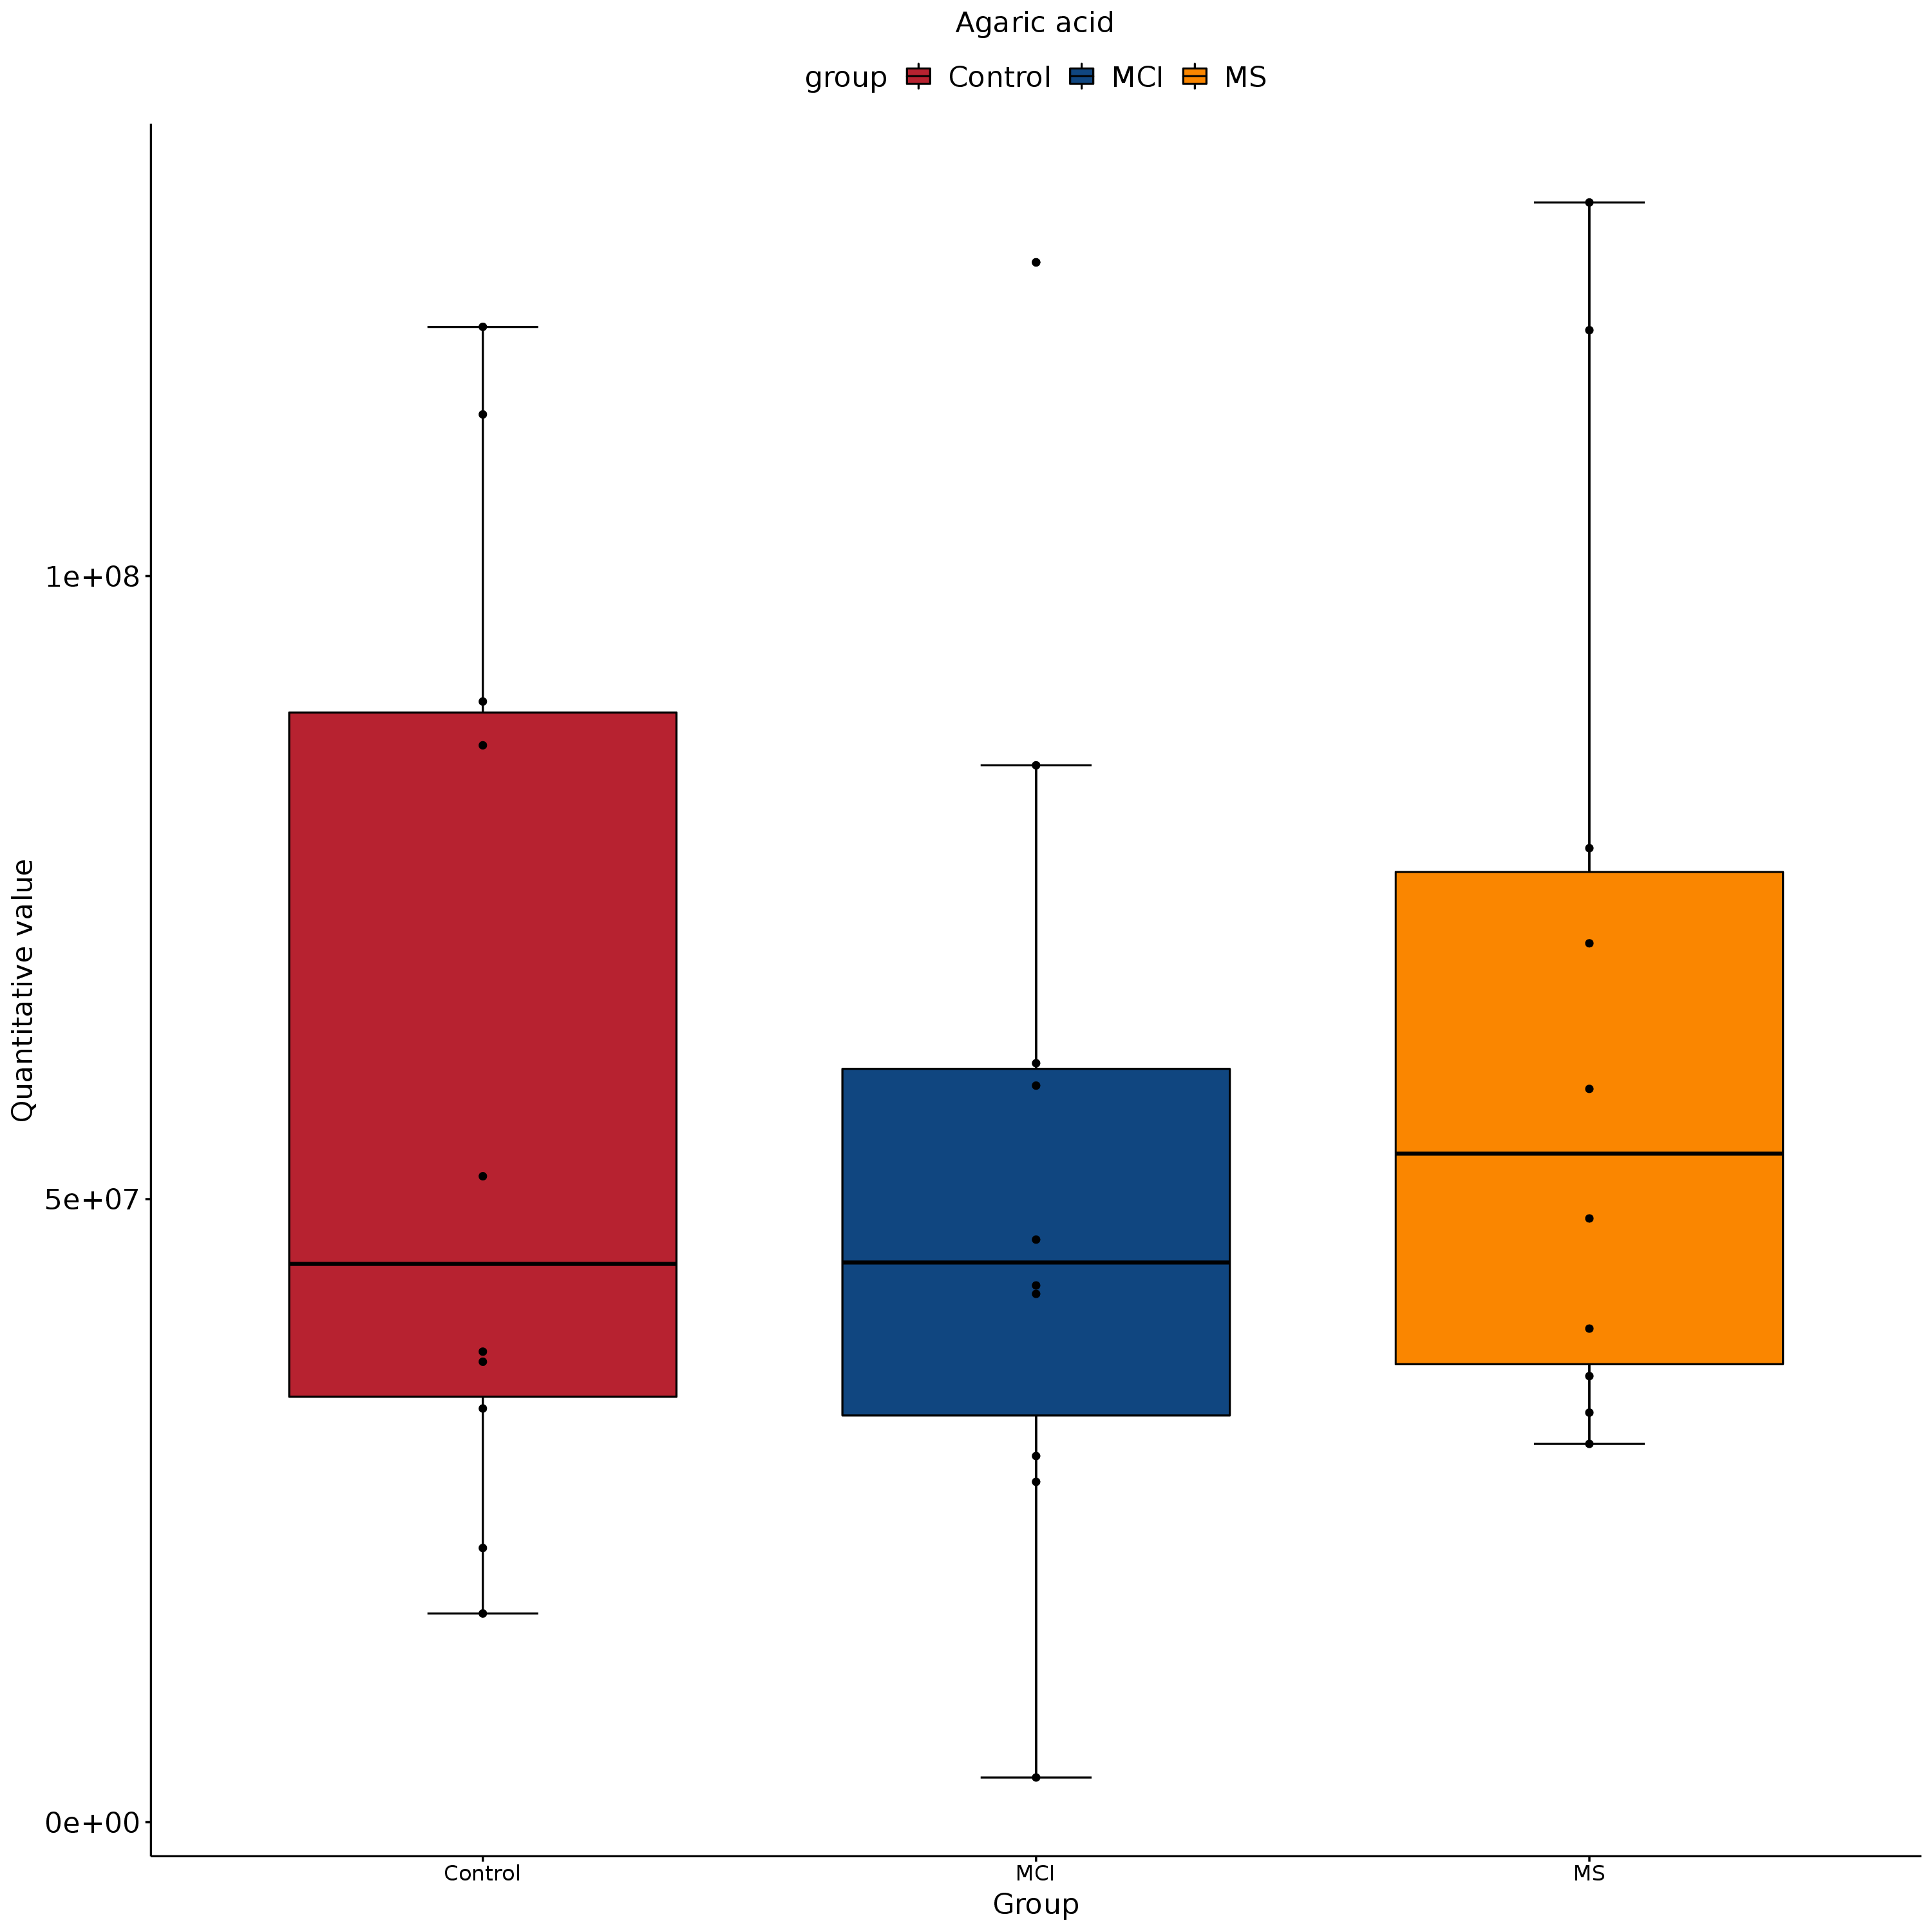 Agaric acid
group Control MCI MS
Quantitative value
1e+08
5e+07
0e+00
Control MCI MS
Group